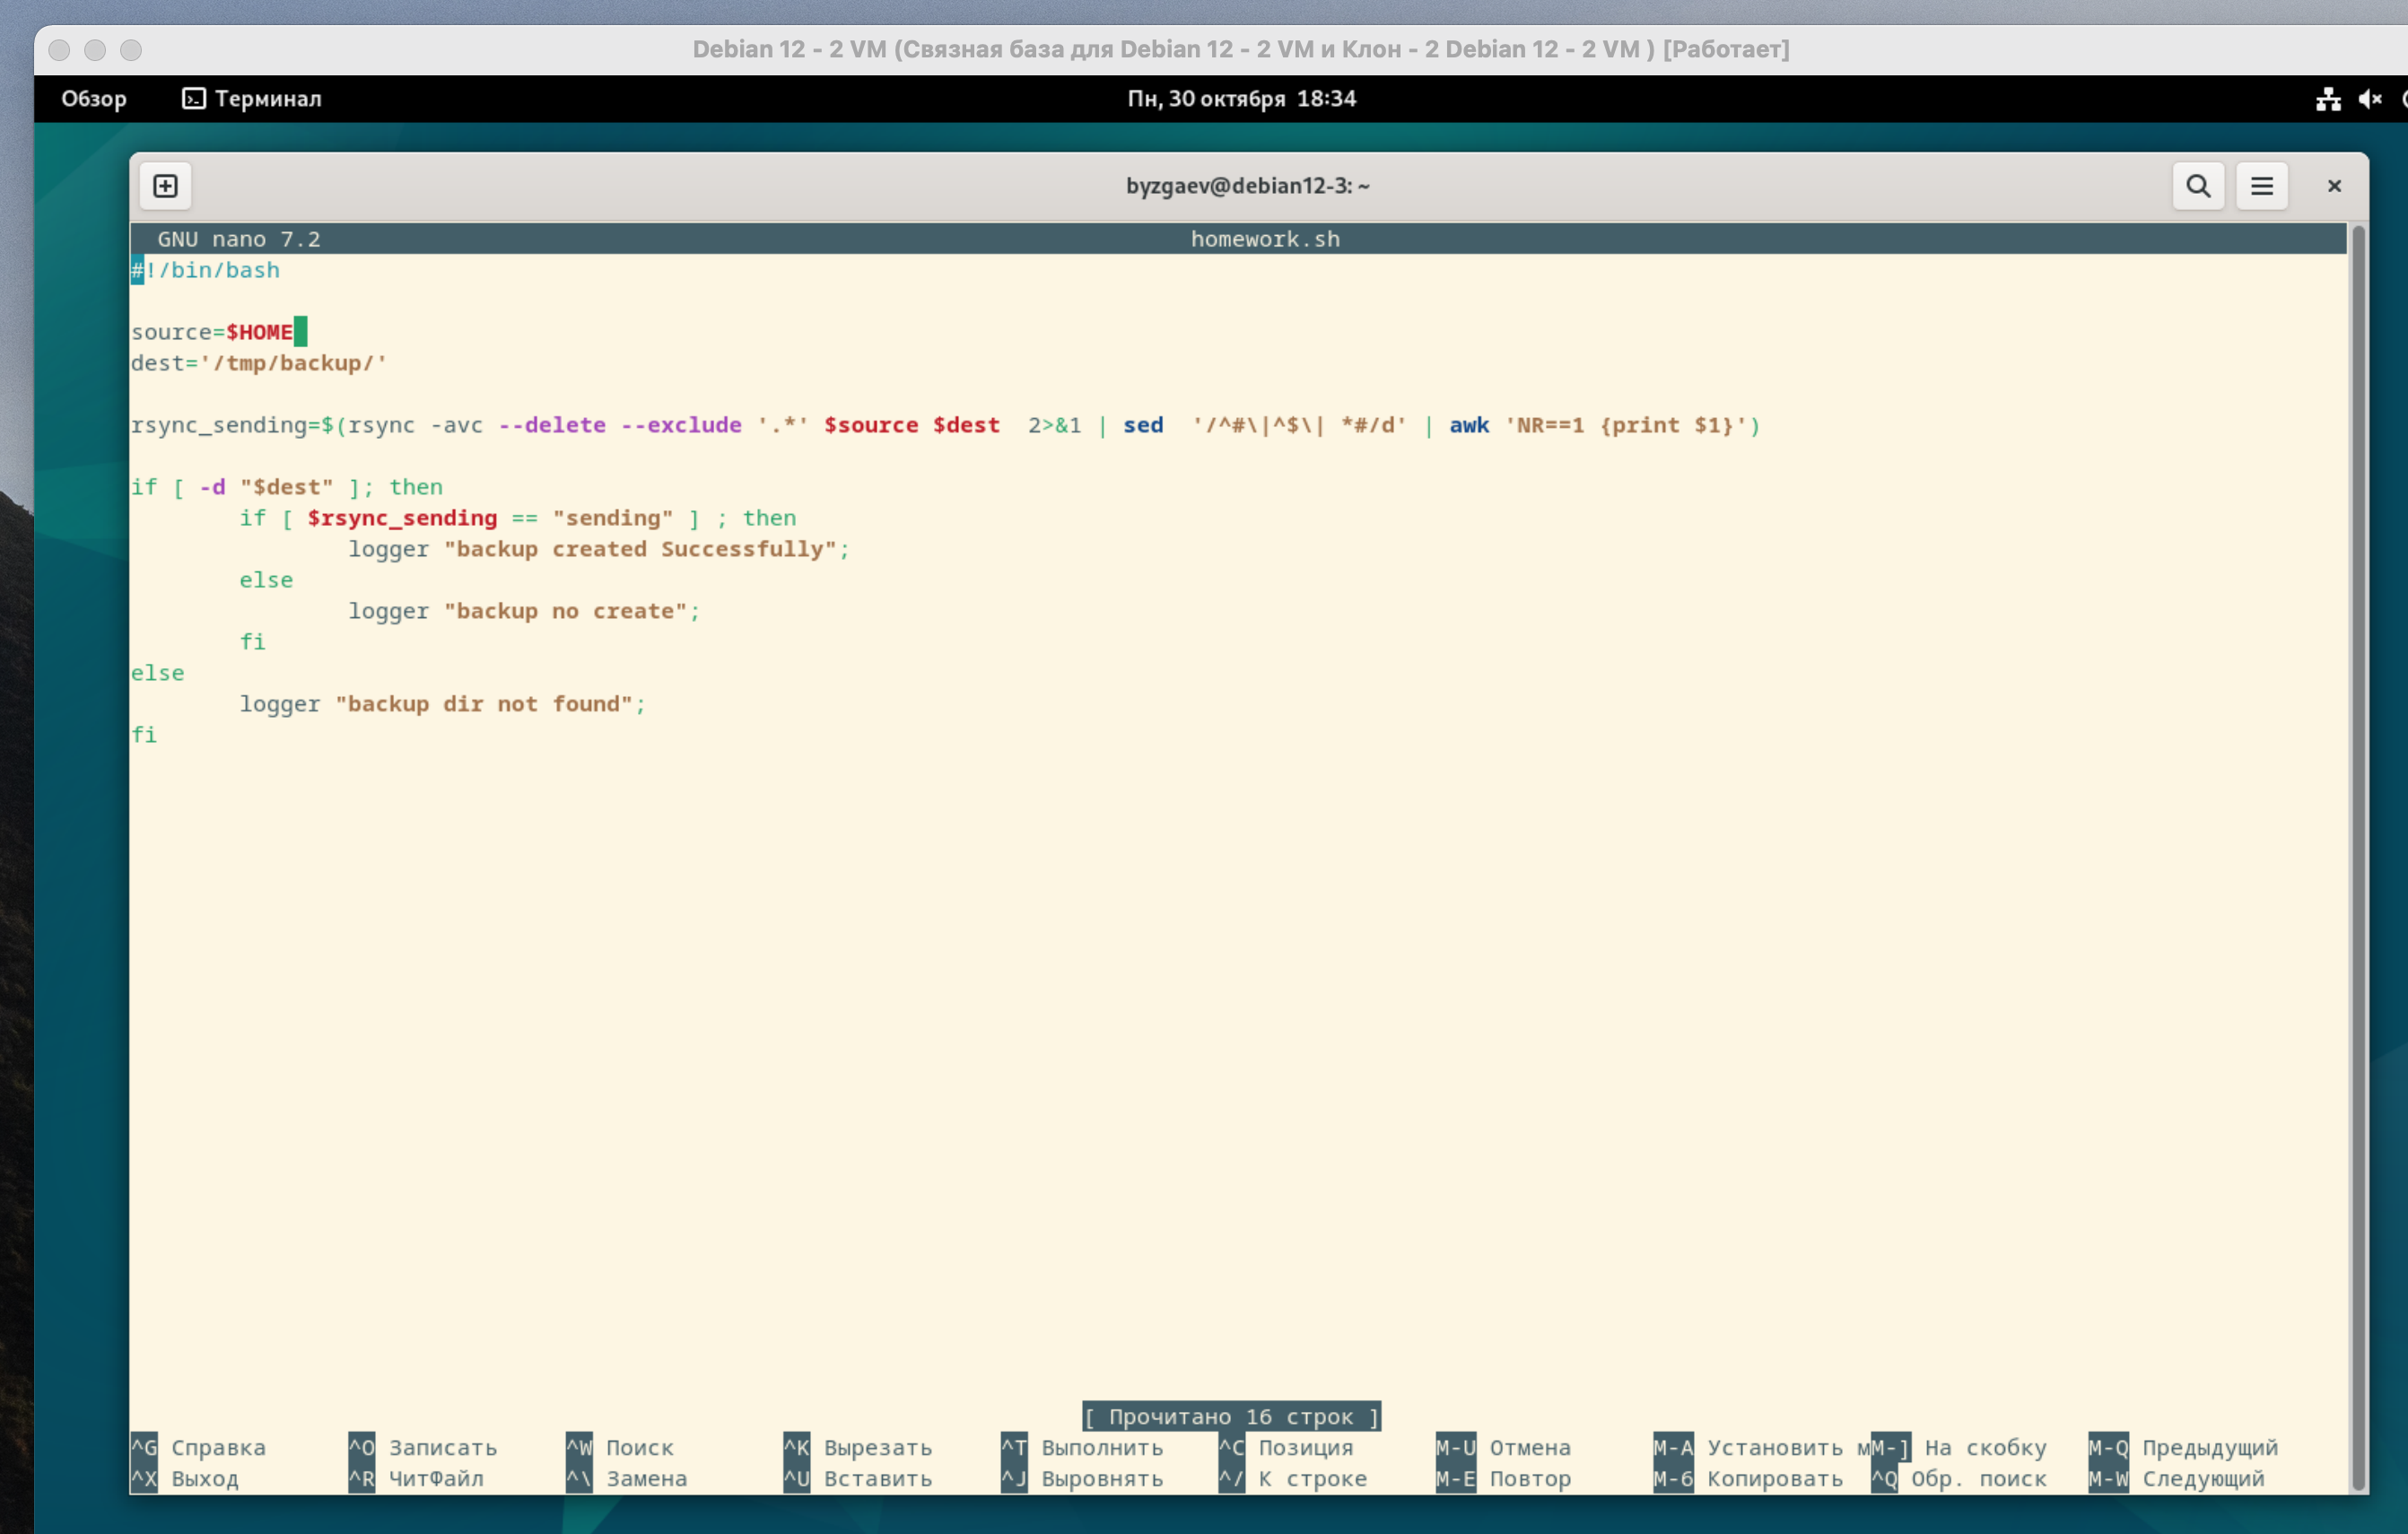 Debian 12 - 2 VM (Связная база для Debian 12 - 2 VM и Клон - 2 Debian 12 - 2 VM ) [Работает]
Обзор Терминал Пн, 30 октября 18:34
byzgaev@debian12-3: ~
GNU nano 7.2 homework.sh
#!/bin/bash
source=$HOME
dest='/tmp/backup/'
rsync_sending=$(rsync -avc --delete --exclude '.*' $source $dest  2>&1 | sed  '/^#\|^$\| *#/d' | awk 'NR==1 {print $1}')
if [ -d "$dest" ]; then
        if [ $rsync_sending == "sending" ] ; then
                logger "backup created Successfully";
        else
                logger "backup no create";
        fi
else
        logger "backup dir not found";
fi
[ Прочитано 16 строк ]
^G Справка ^O Записать ^W Поиск ^K Вырезать ^T Выполнить ^C Позиция M-U Отмена M-A Установить мM-] На скобку M-Q Предыдущий
^X Выход ^R ЧитФайл ^\ Замена ^U Вставить ^J Выровнять ^/ К строке M-E Повтор M-6 Копировать ^Q Обр. поиск M-W Следующий